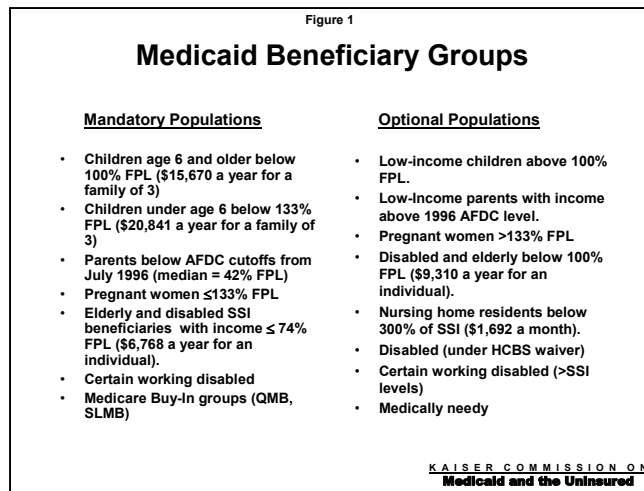 Figure 1
Medicaid Beneficiary Groups
Mandatory Populations
• Children age 6 and older below
100% FPL ($15,670 a year for a
family of 3)
• Children under age 6 below 133%
FPL ($20,841 a year for a family of
3)
• Parents below AFDC cutoffs from
July 1996 (median = 42% FPL)
• Pregnant women ≤133% FPL
• Elderly and disabled SSI
beneficiaries with income ≤ 74%
FPL ($6,768 a year for an
individual).
• Certain working disabled
• Medicare Buy-In groups (QMB,
SLMB)
Optional Populations
• Low-income children above 100%
FPL.
• Low-Income parents with income
above 1996 AFDC level.
• Pregnant women >133% FPL
• Disabled and elderly below 100%
FPL ($9,310 a year for an
individual).
• Nursing home residents below
300% of SSI ($1,692 a month).
• Disabled (under HCBS waiver)
• Certain working disabled (>SSI
levels)
• Medically needy
KAISER COMMISSION ON
Medicaid and the Uninsured